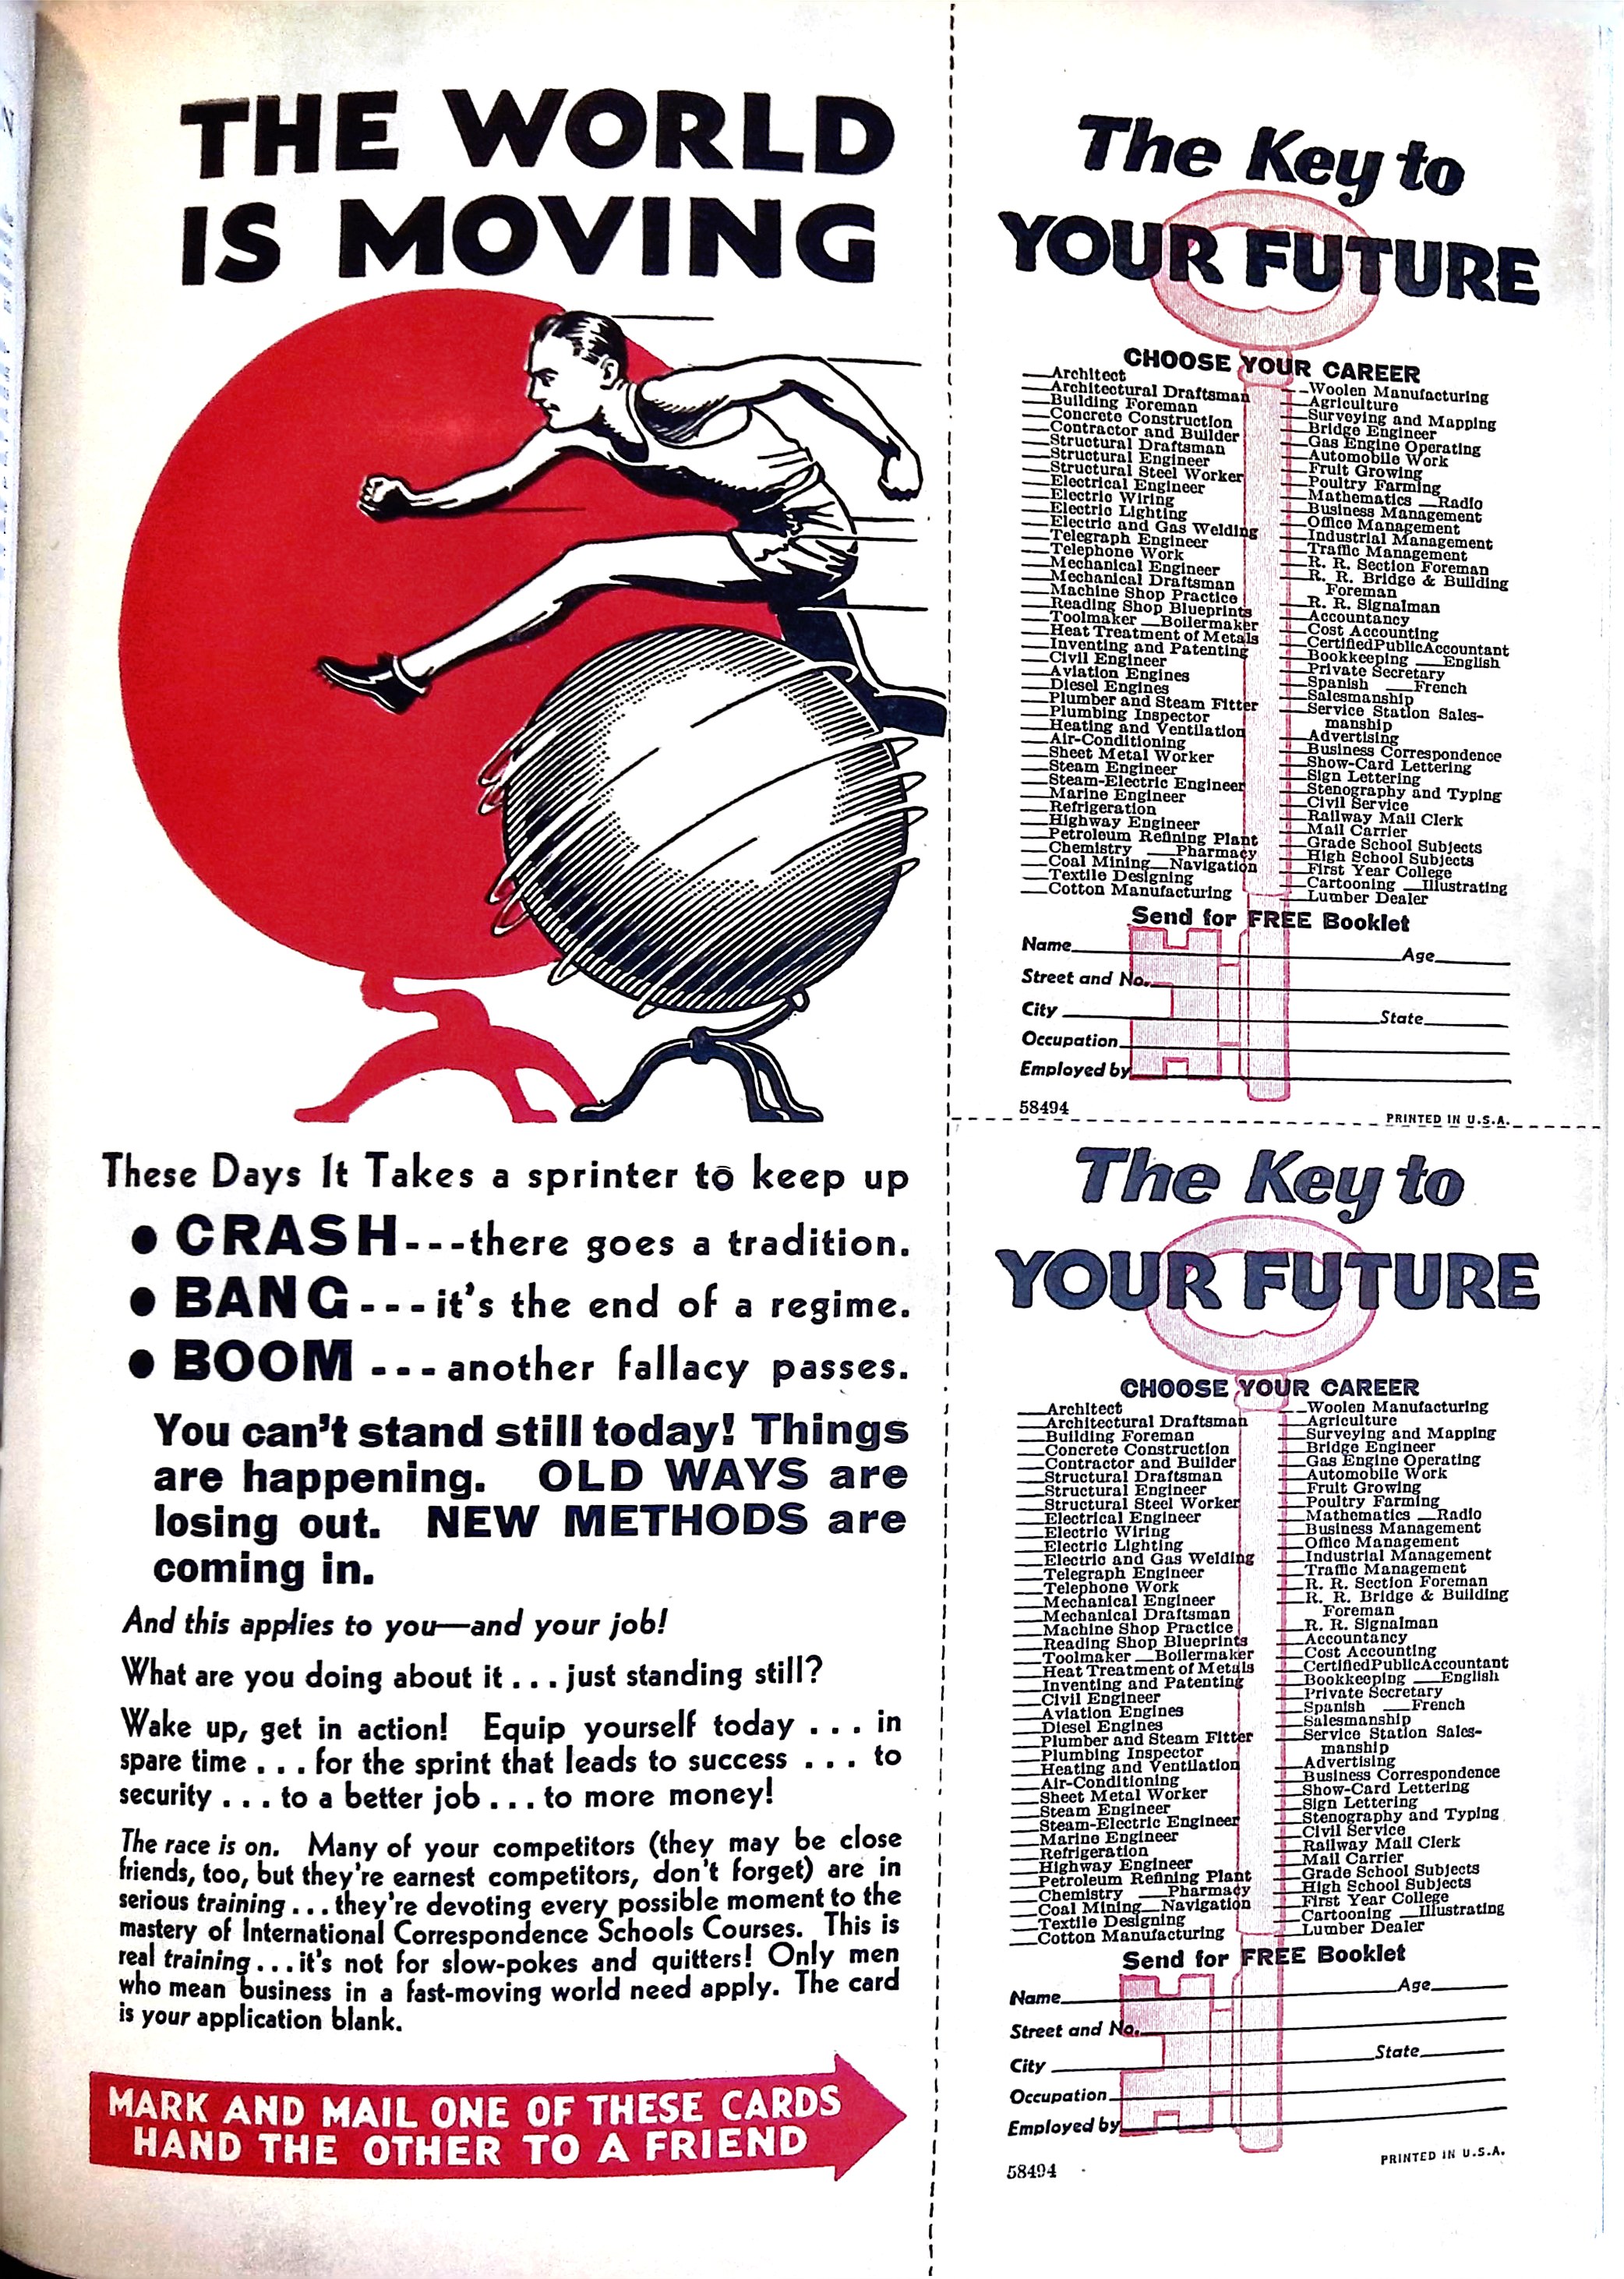 THE WORLD
IS MOVING
These Days It Takes a sprinter to keep up
● CRASH---there goes a tradition.
● BANG---it's the end of a regime.
● BOOM---another fallacy passes.
You can't stand still today! Things
are happening. OLD WAYS are
losing out. NEW METHODS are
coming in.
And this applies to you—and your job!
What are you doing about it . . . just standing still?
Wake up, get in action! Equip yourself today . . . in
spare time . . . for the sprint that leads to success . . . to
security . . . to a better job . . . to more money!
The race is on. Many of your competitors (they may be close
friends, too, but they're earnest competitors, don't forget) are in
serious training . . . they're devoting every possible moment to the
mastery of International Correspondence Schools Courses. This is
real training . . . it's not for slow-pokes and quitters! Only men
who mean business in a fast-moving world need apply. The card
is your application blank.
MARK AND MAIL ONE OF THESE CARDS
HAND THE OTHER TO A FRIEND
The Key to
YOUR FUTURE
CHOOSE YOUR CAREER
Architect
Architectural Draftsman
Building Foreman
Concrete Construction
Contractor and Builder
Structural Draftsman
Structural Engineer
Structural Steel Worker
Electrical Engineer
Electric Wiring
Electric Lighting
Electric and Gas Welding
Telegraph Engineer
Telephone Work
Mechanical Engineer
Mechanical Draftsman
Machine Shop Practice
Reading Shop Blueprints
Toolmaker __Boilermaker
Heat Treatment of Metals
Inventing and Patenting
Civil Engineer
Aviation Engines
Diesel Engines
Plumber and Steam Fitter
Plumbing Inspector
Heating and Ventilation
Air-Conditioning
Sheet Metal Worker
Steam Engineer
Steam-Electric Engineer
Marine Engineer
Refrigeration
Highway Engineer
Petroleum Refining Plant
Chemistry __Pharmacy
Coal Mining __Navigation
Textile Designing
Cotton Manufacturing
Woolen Manufacturing
Agriculture
Surveying and Mapping
Bridge Engineer
Gas Engine Operating
Automobile Work
Fruit Growing
Poultry Farming
Mathematics __Radio
Business Management
Office Management
Industrial Management
Traffic Management
R. R. Section Foreman
R. R. Bridge & Building
Foreman
R. R. Signalman
Accountancy
Cost Accounting
CertifiedPublicAccountant
Bookkeeping __English
Private Secretary
Spanish __French
Salesmanship
Service Station Sales-
manship
Advertising
Business Correspondence
Show-Card Lettering
Sign Lettering
Stenography and Typing
Civil Service
Railway Mail Clerk
Mail Carrier
Grade School Subjects
High School Subjects
First Year College
Cartooning __Illustrating
Lumber Dealer
Send for FREE Booklet
Name Age
Street and No.
City State
Occupation
Employed by
58494 PRINTED IN U.S.A.
The Key to
YOUR FUTURE
CHOOSE YOUR CAREER
Architect
Architectural Draftsman
Building Foreman
Concrete Construction
Contractor and Builder
Structural Draftsman
Structural Engineer
Structural Steel Worker
Electrical Engineer
Electric Wiring
Electric Lighting
Electric and Gas Welding
Telegraph Engineer
Telephone Work
Mechanical Engineer
Mechanical Draftsman
Machine Shop Practice
Reading Shop Blueprints
Toolmaker __Boilermaker
Heat Treatment of Metals
Inventing and Patenting
Civil Engineer
Aviation Engines
Diesel Engines
Plumber and Steam Fitter
Plumbing Inspector
Heating and Ventilation
Air-Conditioning
Sheet Metal Worker
Steam Engineer
Steam-Electric Engineer
Marine Engineer
Refrigeration
Highway Engineer
Petroleum Refining Plant
Chemistry __Pharmacy
Coal Mining __Navigation
Textile Designing
Cotton Manufacturing
Woolen Manufacturing
Agriculture
Surveying and Mapping
Bridge Engineer
Gas Engine Operating
Automobile Work
Fruit Growing
Poultry Farming
Mathematics __Radio
Business Management
Office Management
Industrial Management
Traffic Management
R. R. Section Foreman
R. R. Bridge & Building
Foreman
R. R. Signalman
Accountancy
Cost Accounting
CertifiedPublicAccountant
Bookkeeping __English
Private Secretary
Spanish __French
Salesmanship
Service Station Sales-
manship
Advertising
Business Correspondence
Show-Card Lettering
Sign Lettering
Stenography and Typing
Civil Service
Railway Mail Clerk
Mail Carrier
Grade School Subjects
High School Subjects
First Year College
Cartooning __Illustrating
Lumber Dealer
Send for FREE Booklet
Name Age
Street and No.
City State
Occupation
Employed by
58494 PRINTED IN U.S.A.